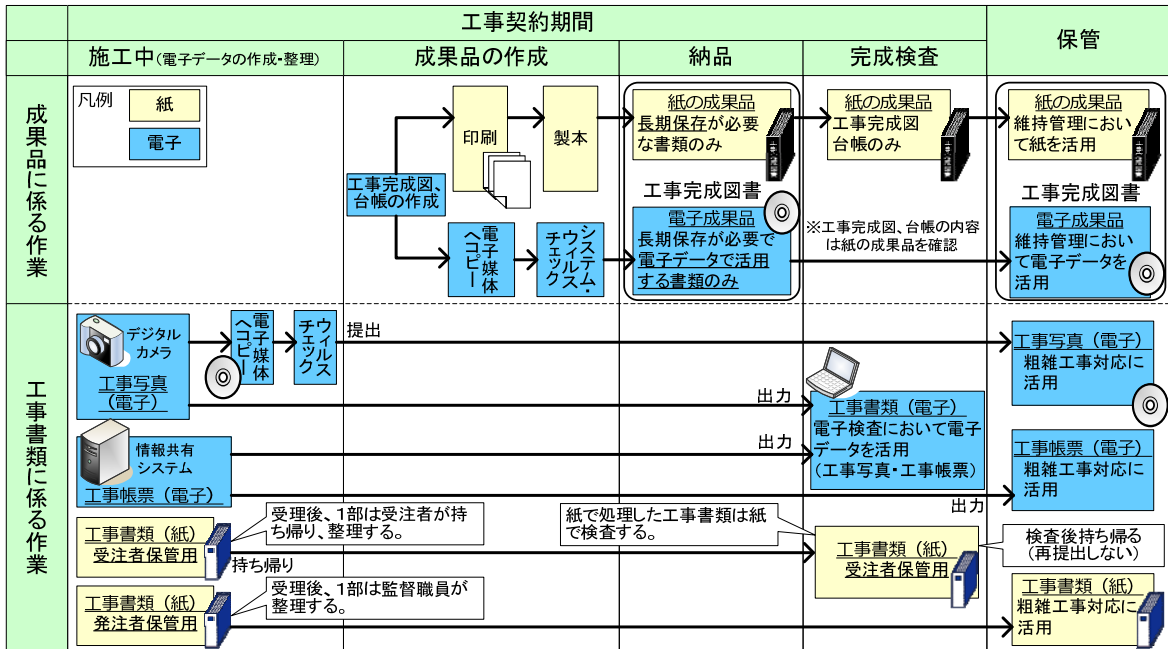 工事契約期間
保管
施工中(電子データの作成・整理)
成果品の作成
納品
完成検査
成果品に係る作業
凡例
紙
電子
工事完成図、
台帳の作成
印刷
製本
紙の成果品
長期保存が必要
な書類のみ
紙の成果品
工事完成図
台帳のみ
紙の成果品
維持管理におい
て紙を活用
電子媒体
へコピー
システム・
ウィルス
チェック
工事完成図書
電子成果品
長期保存が必要で
電子データで活用
する書類のみ
※工事完成図、台帳の内容
は紙の成果品を確認
工事完成図書
電子成果品
維持管理におい
て電子データを
活用
工事書類に係る作業
デジタル
カメラ
工事写真
(電子)
電子媒体
へコピー
ウィルス
チェック
提出
工事写真(電子)
粗雑工事対応に
活用
出力
工事書類(電子)
電子検査において電子
データを活用
(工事写真・工事帳票)
情報共有
システム
工事帳票(電子)
出力
工事帳票(電子)
粗雑工事対応に
活用
出力
工事書類(紙)
受注者保管用
受理後、1部は受注者が持
ち帰り、整理する。
持ち帰り
紙で処理した工事書類は紙
で検査する。
工事書類(紙)
受注者保管用
検査後持ち帰る
(再提出しない)
工事書類(紙)
発注者保管用
受理後、1部は監督職員が
整理する。
工事書類(紙)
粗雑工事対応に
活用